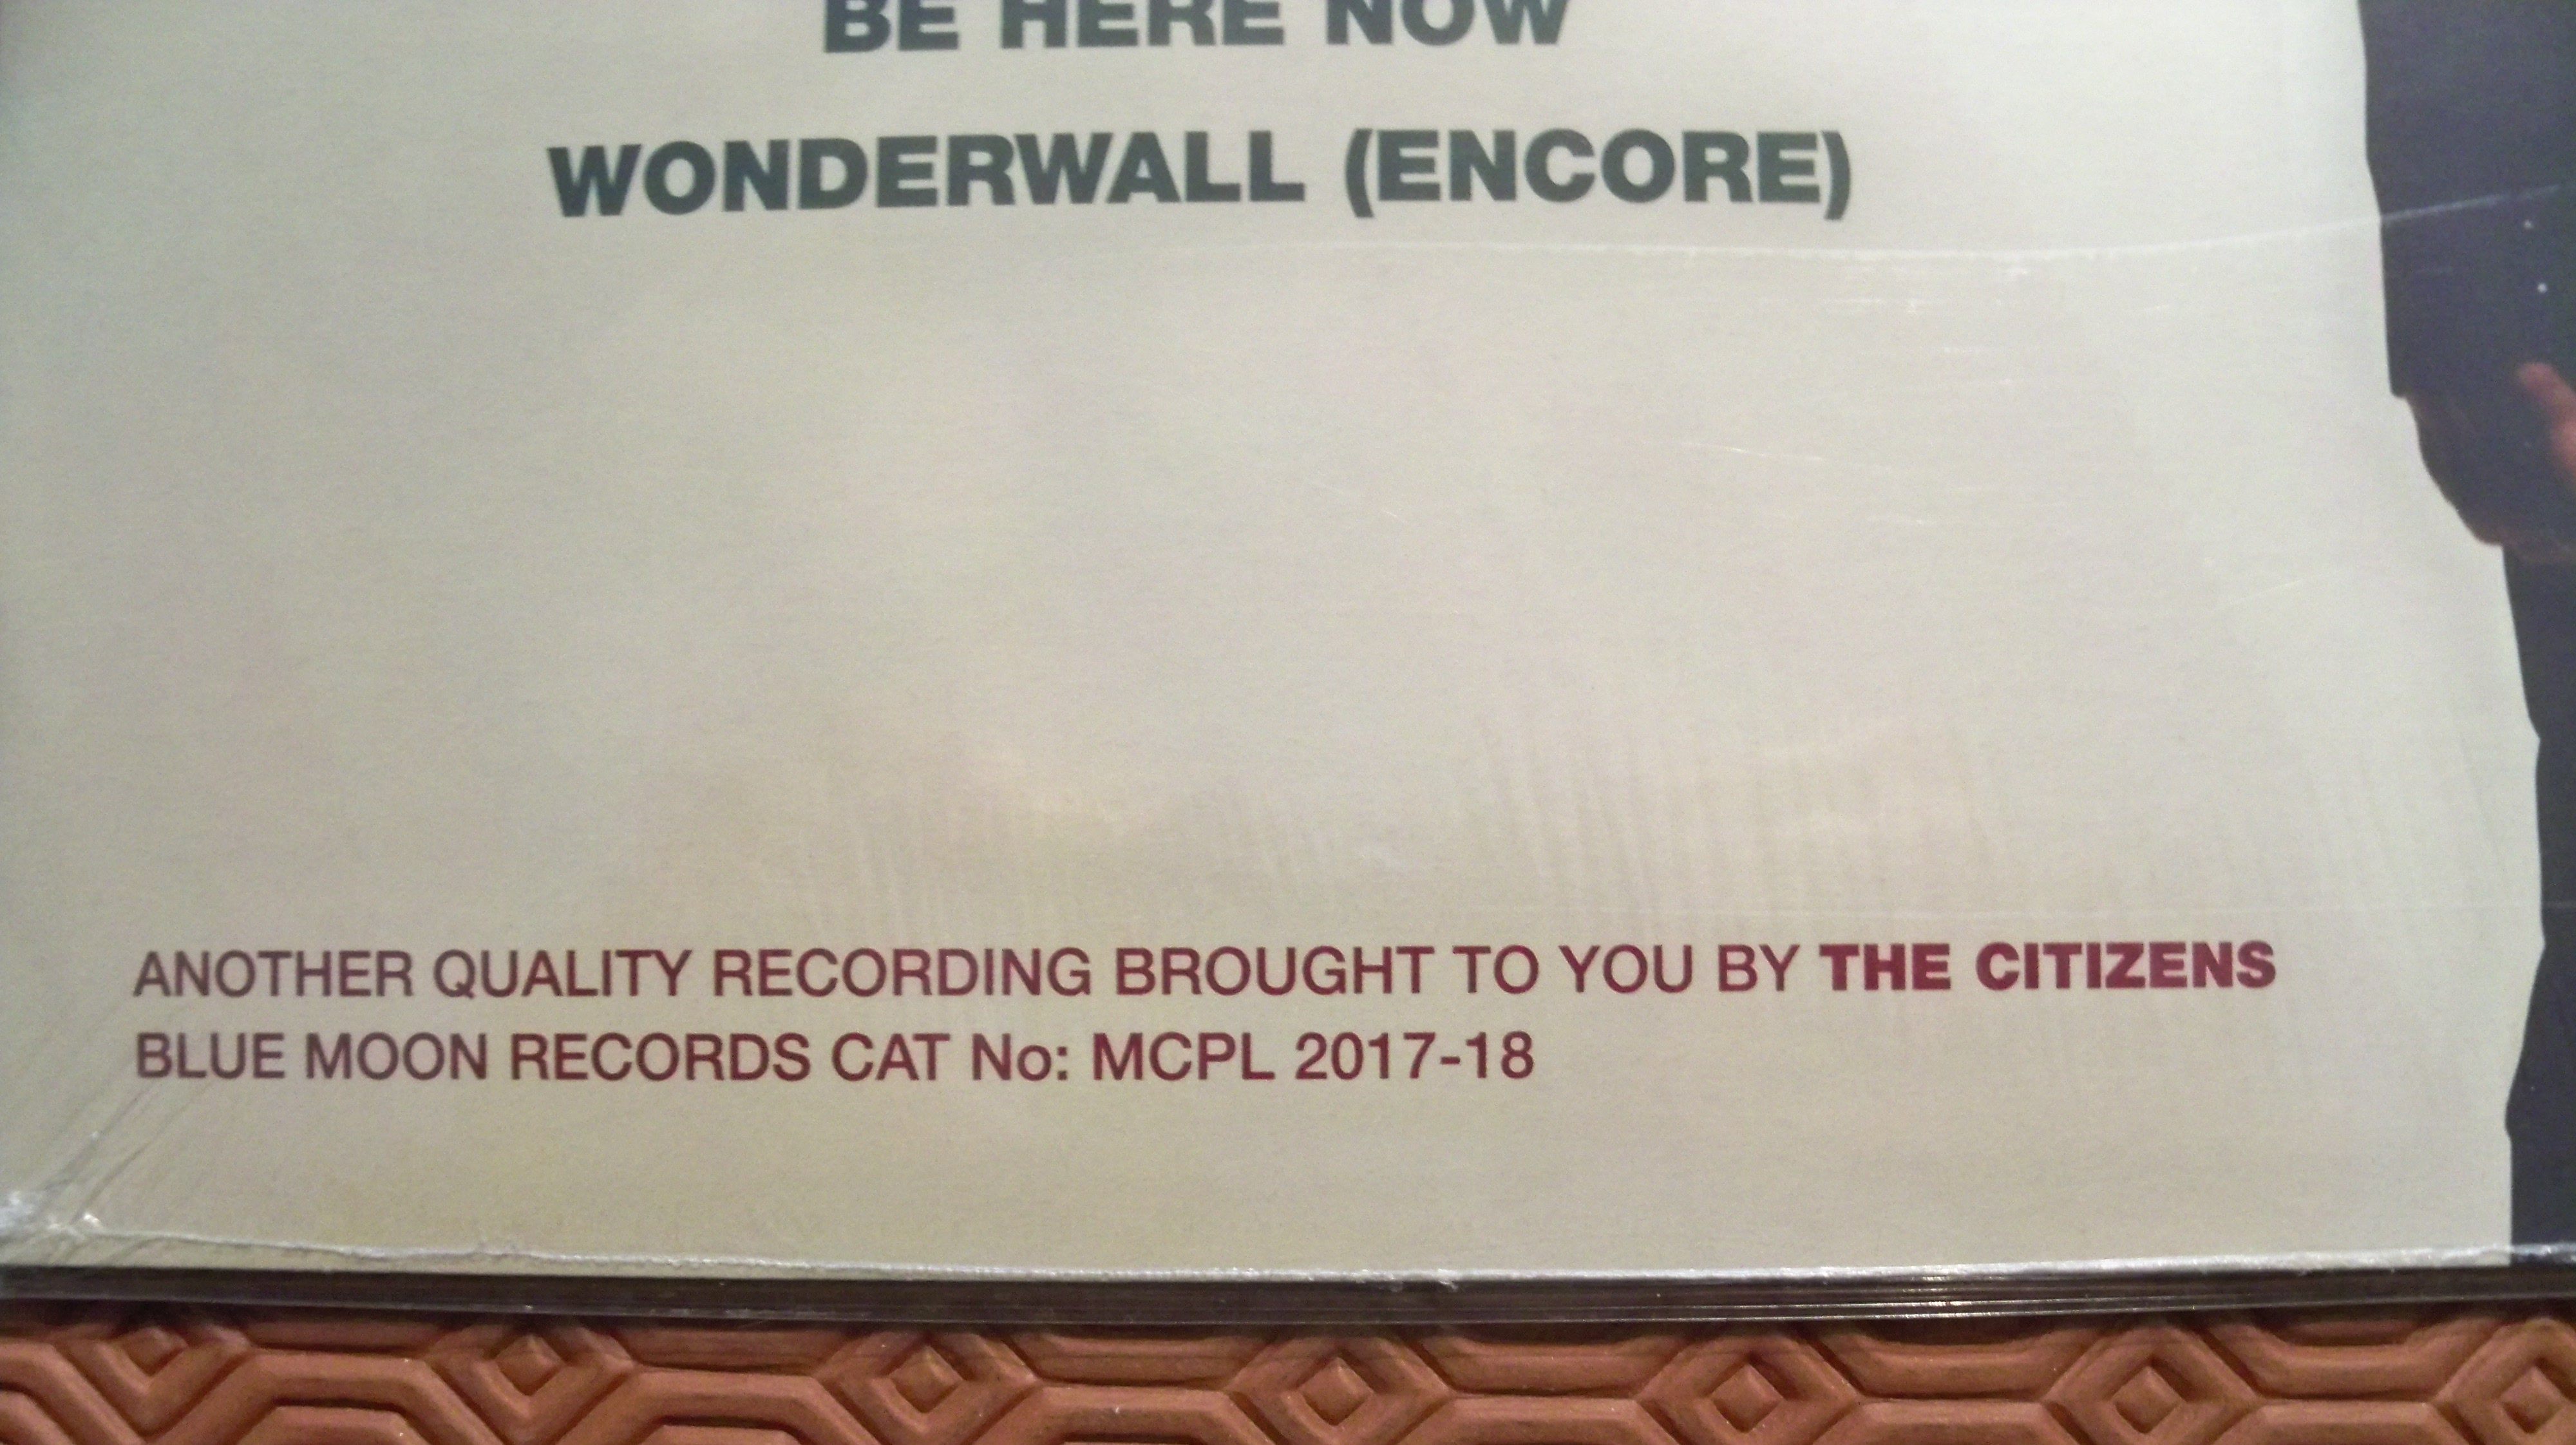 BE HERE NOW
WONDERWALL (ENCORE)
ANOTHER QUALITY RECORDING BROUGHT TO YOU BY THE CITIZENS
BLUE MOON RECORDS CAT No: MCPL 2017-18